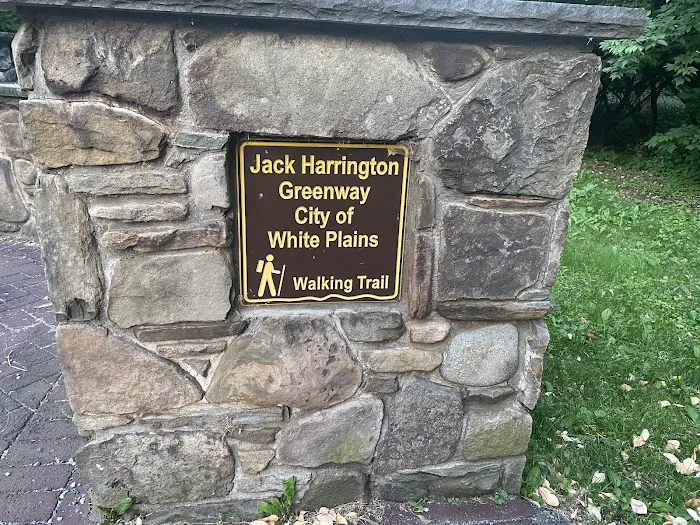 Jack Harrington
Greenway
City of
White Plains
Walking Trail